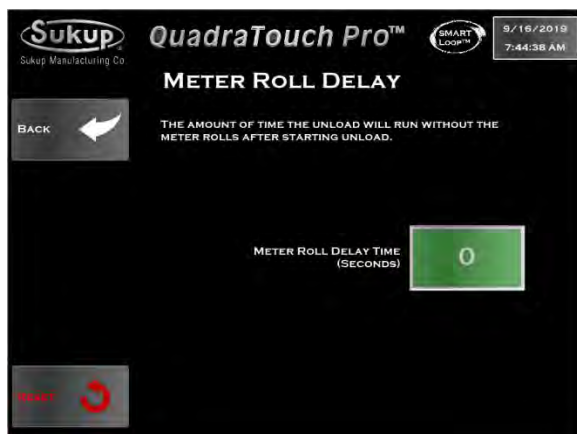 Sukup
Sukup Manufacturing Co.
QuadraTouch Pro™
SMART
LOOP™
9/16/2019
7:44:38 AM
METER ROLL DELAY
BACK
THE AMOUNT OF TIME THE UNLOAD WILL RUN WITHOUT THE
METER ROLLS AFTER STARTING UNLOAD.
METER ROLL DELAY TIME
(SECONDS)
0
RESET